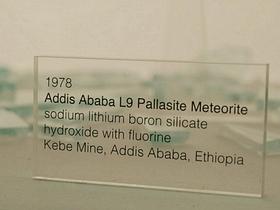 1978
Addis Ababa L9 Pallasite Meteorite
sodium lithium boron silicate
hydroxide with fluorine
Kebe Mine, Addis Ababa, Ethiopia